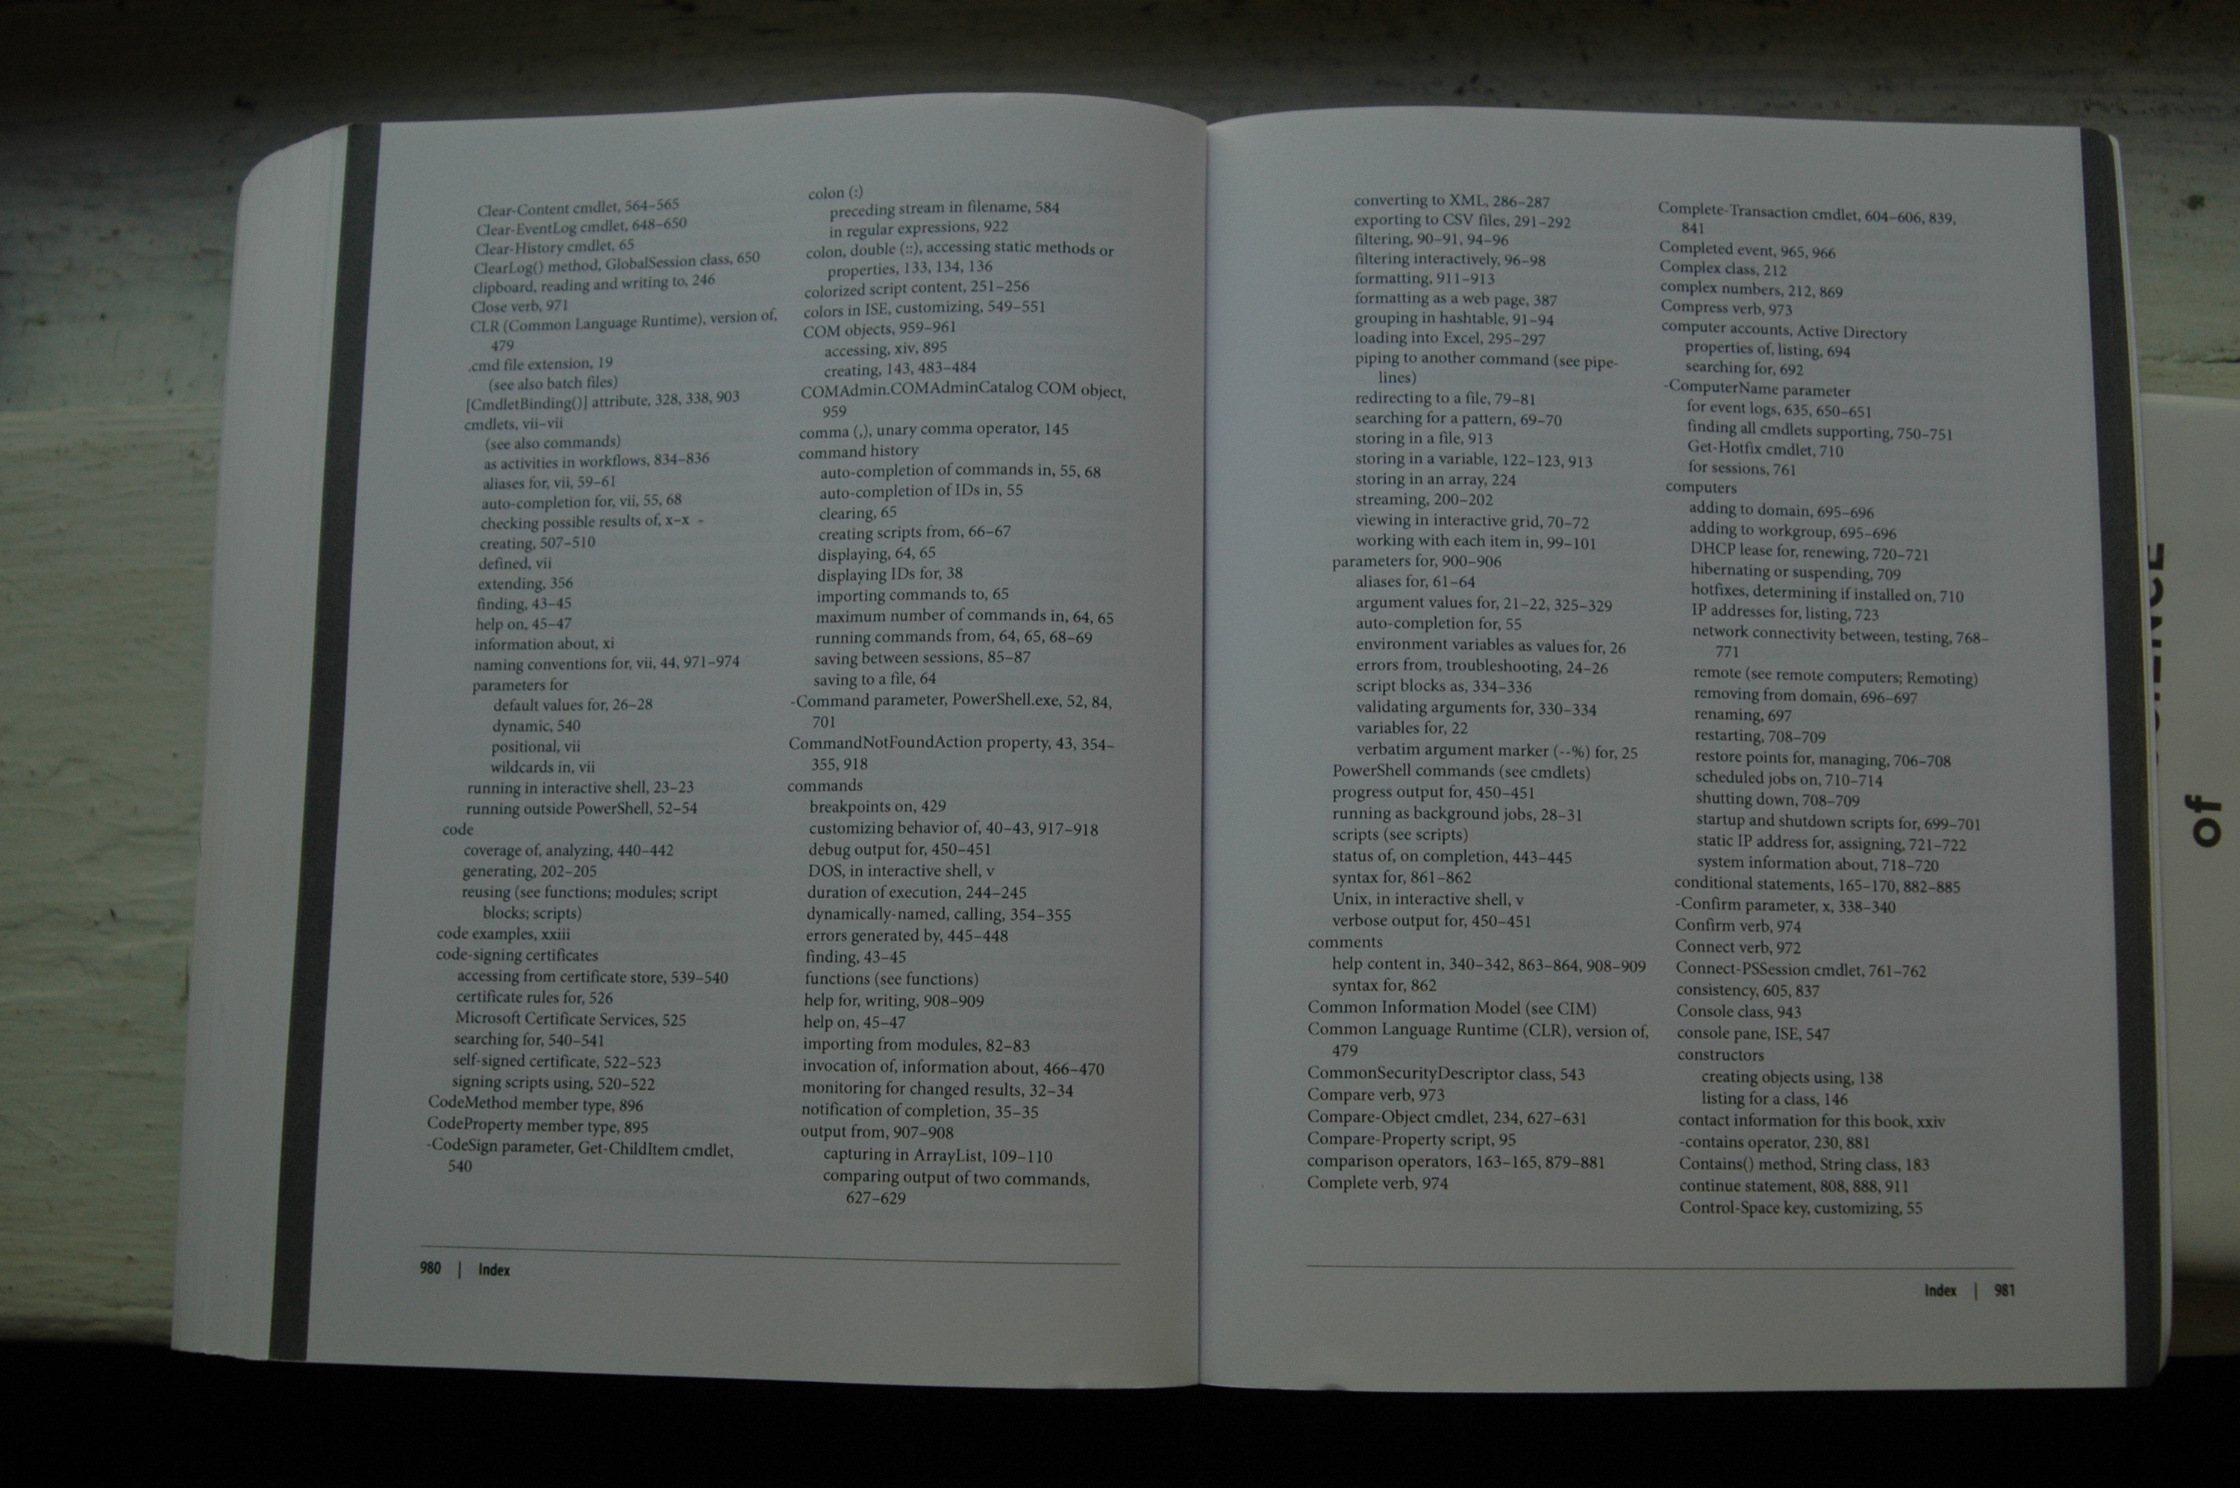 Clear-Content cmdlet, 564–565
Clear-EventLog cmdlet, 648–650
Clear-History cmdlet, 65
ClearLog() method, GlobalSession class, 650
clipboard, reading and writing to, 246
Close verb, 971
CLR (Common Language Runtime), version of,
479
.cmd file extension, 19
(see also batch files)
[CmdletBinding()] attribute, 328, 338, 903
cmdlets, vii–vii
(see also commands)
as activities in workflows, 834–836
aliases for, vii, 59–61
auto-completion for, vii, 55, 68
checking possible results of, x–x
creating, 507–510
defined, vii
extending, 356
finding, 43–45
help on, 45–47
information about, xi
naming conventions for, vii, 44, 971–974
parameters for
default values for, 26–28
dynamic, 540
positional, vii
wildcards in, vii
running in interactive shell, 23–23
running outside PowerShell, 52–54
code
coverage of, analyzing, 440–442
generating, 202–205
reusing (see functions; modules; script
blocks; scripts)
code examples, xxiii
code-signing certificates
accessing from certificate store, 539–540
certificate rules for, 526
Microsoft Certificate Services, 525
searching for, 540–541
self-signed certificate, 522–523
signing scripts using, 520–522
CodeMethod member type, 896
CodeProperty member type, 895
-CodeSign parameter, Get-ChildItem cmdlet,
540
colon (:)
preceding stream in filename, 584
in regular expressions, 922
colon, double (::), accessing static methods or
properties, 133, 134, 136
colorized script content, 251–256
colors in ISE, customizing, 549–551
COM objects, 959–961
accessing, xiv, 895
creating, 143, 483–484
COMAdmin.COMAdminCatalog COM object,
959
comma (,), unary comma operator, 145
command history
auto-completion of commands in, 55, 68
auto-completion of IDs in, 55
clearing, 65
creating scripts from, 66–67
displaying, 64, 65
displaying IDs for, 38
importing commands to, 65
maximum number of commands in, 64, 65
running commands from, 64, 65, 68–69
saving between sessions, 85–87
saving to a file, 64
-Command parameter, PowerShell.exe, 52, 84,
701
CommandNotFoundAction property, 43, 354–
355, 918
commands
breakpoints on, 429
customizing behavior of, 40–43, 917–918
debug output for, 450–451
DOS, in interactive shell, v
duration of execution, 244–245
dynamically-named, calling, 354–355
errors generated by, 445–448
finding, 43–45
functions (see functions)
help for, writing, 908–909
help on, 45–47
importing from modules, 82–83
invocation of, information about, 466–470
monitoring for changed results, 32–34
notification of completion, 35–35
output from, 907–908
capturing in ArrayList, 109–110
comparing output of two commands,
627–629
980 | Index
converting to XML, 286–287
exporting to CSV files, 291–292
filtering, 90–91, 94–96
filtering interactively, 96–98
formatting, 911–913
formatting as a web page, 387
grouping in hashtable, 91–94
loading into Excel, 295–297
piping to another command (see pipe-
lines)
redirecting to a file, 79–81
searching for a pattern, 69–70
storing in a file, 913
storing in a variable, 122–123, 913
storing in an array, 224
streaming, 200–202
viewing in interactive grid, 70–72
working with each item in, 99–101
parameters for, 900–906
aliases for, 61–64
argument values for, 21–22, 325–329
auto-completion for, 55
environment variables as values for, 26
errors from, troubleshooting, 24–26
script blocks as, 334–336
validating arguments for, 330–334
variables for, 22
verbatim argument marker (--%) for, 25
PowerShell commands (see cmdlets)
progress output for, 450–451
running as background jobs, 28–31
scripts (see scripts)
status of, on completion, 443–445
syntax for, 861–862
Unix, in interactive shell, v
verbose output for, 450–451
comments
help content in, 340–342, 863–864, 908–909
syntax for, 862
Common Information Model (see CIM)
Common Language Runtime (CLR), version of,
479
CommonSecurityDescriptor class, 543
Compare verb, 973
Compare-Object cmdlet, 234, 627–631
Compare-Property script, 95
comparison operators, 163–165, 879–881
Complete verb, 974
Complete-Transaction cmdlet, 604–606, 839,
841
Completed event, 965, 966
Complex class, 212
complex numbers, 212, 869
Compress verb, 973
computer accounts, Active Directory
properties of, listing, 694
searching for, 692
-ComputerName parameter
for event logs, 635, 650–651
finding all cmdlets supporting, 750–751
Get-Hotfix cmdlet, 710
for sessions, 761
computers
adding to domain, 695–696
adding to workgroup, 695–696
DHCP lease for, renewing, 720–721
hibernating or suspending, 709
hotfixes, determining if installed on, 710
IP addresses for, listing, 723
network connectivity between, testing, 768–
771
remote (see remote computers; Remoting)
removing from domain, 696–697
renaming, 697
restarting, 708–709
restore points for, managing, 706–708
scheduled jobs on, 710–714
shutting down, 708–709
startup and shutdown scripts for, 699–701
static IP address for, assigning, 721–722
system information about, 718–720
conditional statements, 165–170, 882–885
-Confirm parameter, x, 338–340
Confirm verb, 974
Connect verb, 972
Connect-PSSession cmdlet, 761–762
consistency, 605, 837
Console class, 943
console pane, ISE, 547
constructors
creating objects using, 138
listing for a class, 146
contact information for this book, xxiv
-contains operator, 230, 881
Contains() method, String class, 183
continue statement, 808, 888, 911
Control-Space key, customizing, 55
Index | 981
of